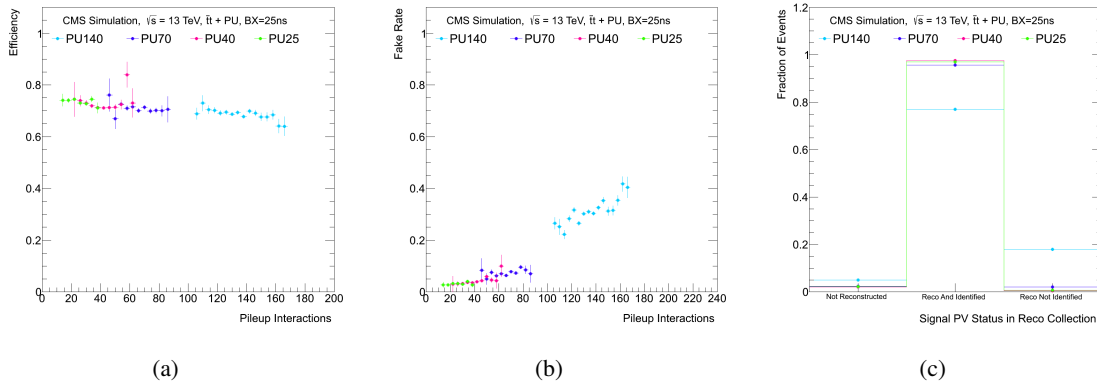 CMS Simulation, √s = 13 TeV, t̄t + PU, BX=25ns
PU140 PU70 PU40 PU25
Efficiency
1
0.8
0.6
0.4
0.2
0
0 20 40 60 80 100 120 140 160 180 200
Pileup Interactions
(a)
CMS Simulation, √s = 13 TeV, t̄t + PU, BX=25ns
PU140 PU70 PU40 PU25
Fake Rate
1
0.8
0.6
0.4
0.2
0
0 20 40 60 80 100 120 140 160 180 200 220 240
Pileup Interactions
(b)
CMS Simulation, √s = 13 TeV, t̄t + PU, BX=25ns
PU140 PU70 PU40 PU25
Fraction of Events
1.2
1
0.8
0.6
0.4
0.2
0
Not Reconstructed Reco And Identified Reco Not Identified
Signal PV Status in Reco Collection
(c)